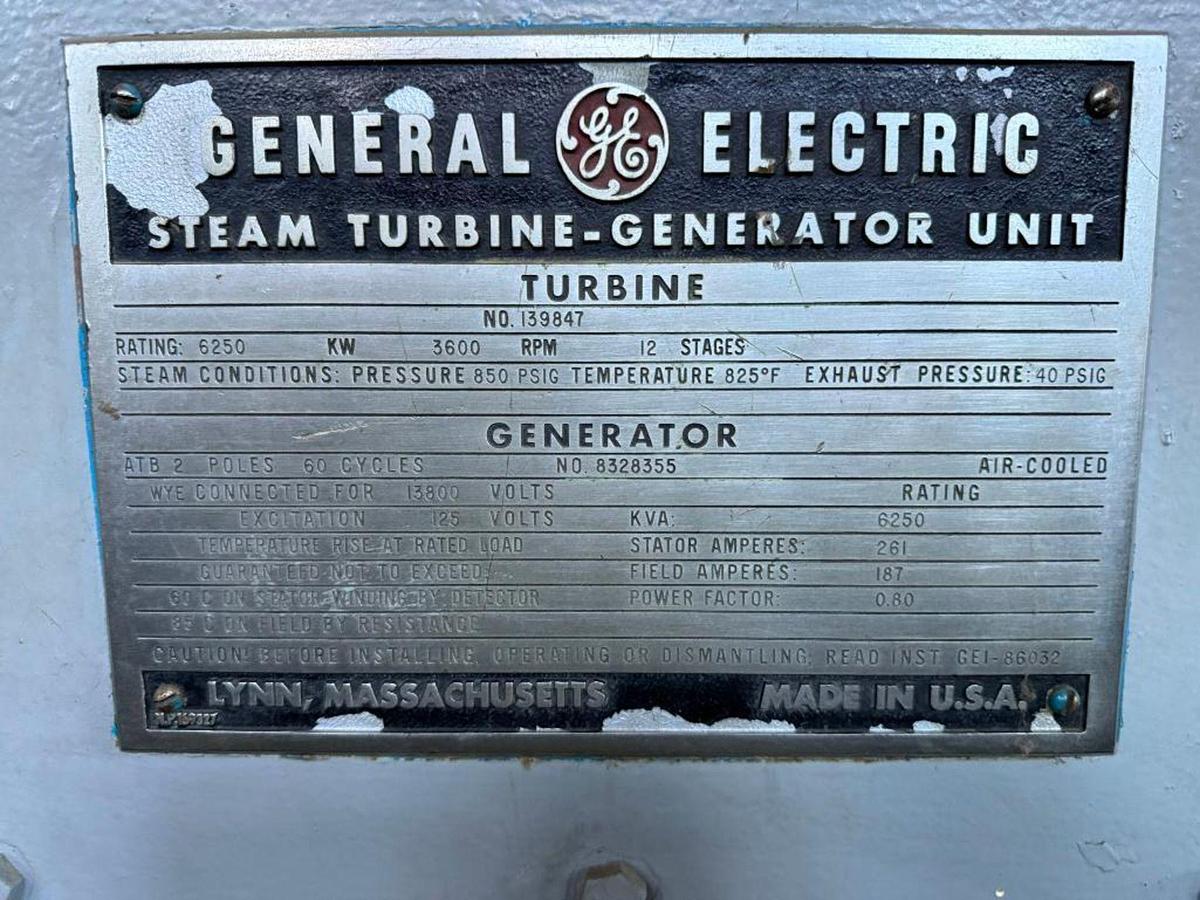 GENERAL GE ELECTRIC
STEAM TURBINE-GENERATOR UNIT
TURBINE
NO. 139847
RATING: 6250 KW 3600 RPM 12 STAGES
STEAM CONDITIONS: PRESSURE 850 PSIG TEMPERATURE 825°F EXHAUST PRESSURE: 40 PSIG
GENERATOR
ATB 2 POLES 60 CYCLES NO. 8328355 AIR-COOLED
WYE CONNECTED FOR 13800 VOLTS RATING
EXCITATION 125 VOLTS KVA: 6250
TEMPERATURE RISE AT RATED LOAD STATOR AMPERES: 261
GUARANTEED NOT TO EXCEED: FIELD AMPERES: 187
60 C ON STATOR WINDING BY DETECTOR POWER FACTOR: 0.80
85 C ON FIELD BY RESISTANCE
CAUTION: BEFORE INSTALLING, OPERATING OR DISMANTLING, READ INST. GEI-86032
LYNN, MASSACHUSETTS MADE IN U.S.A.